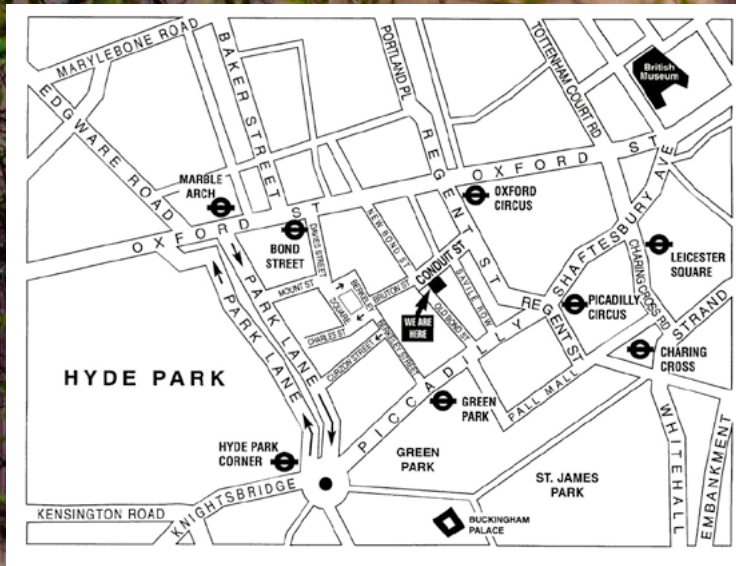 MARYLEBONE ROAD
BAKER STREET
PORTLAND PL
TOTTENHAM COURT RD
British
Museum
EDGWARE ROAD
MARBLE
ARCH
OXFORD ST
OXFORD ST
REGENT ST
OXFORD
CIRCUS
SHAFTESBURY AVE
BOND
STREET
DAVIES STREET
NEW BOND ST
CONDUIT ST
SAVILE ROW
LEICESTER
SQUARE
CHARING CROSS RD
MOUNT ST
BERKELEY
SQUARE
BRUTON ST
OLD BOND ST
WE ARE
HERE
REGENT ST
PICADILLY
CIRCUS
STRAND
PARK LANE
PARK LANE
CHARLES ST
CURZON STREET
BERKELEY STREET
CHARING
CROSS
HYDE PARK
PICCADILLY
GREEN
PARK
PALL MALL
HYDE PARK
CORNER
GREEN
PARK
ST. JAMES
PARK
WHITEHALL
EMBANKMENT
KENSINGTON ROAD
KNIGHTSBRIDGE
BUCKINGHAM
PALACE